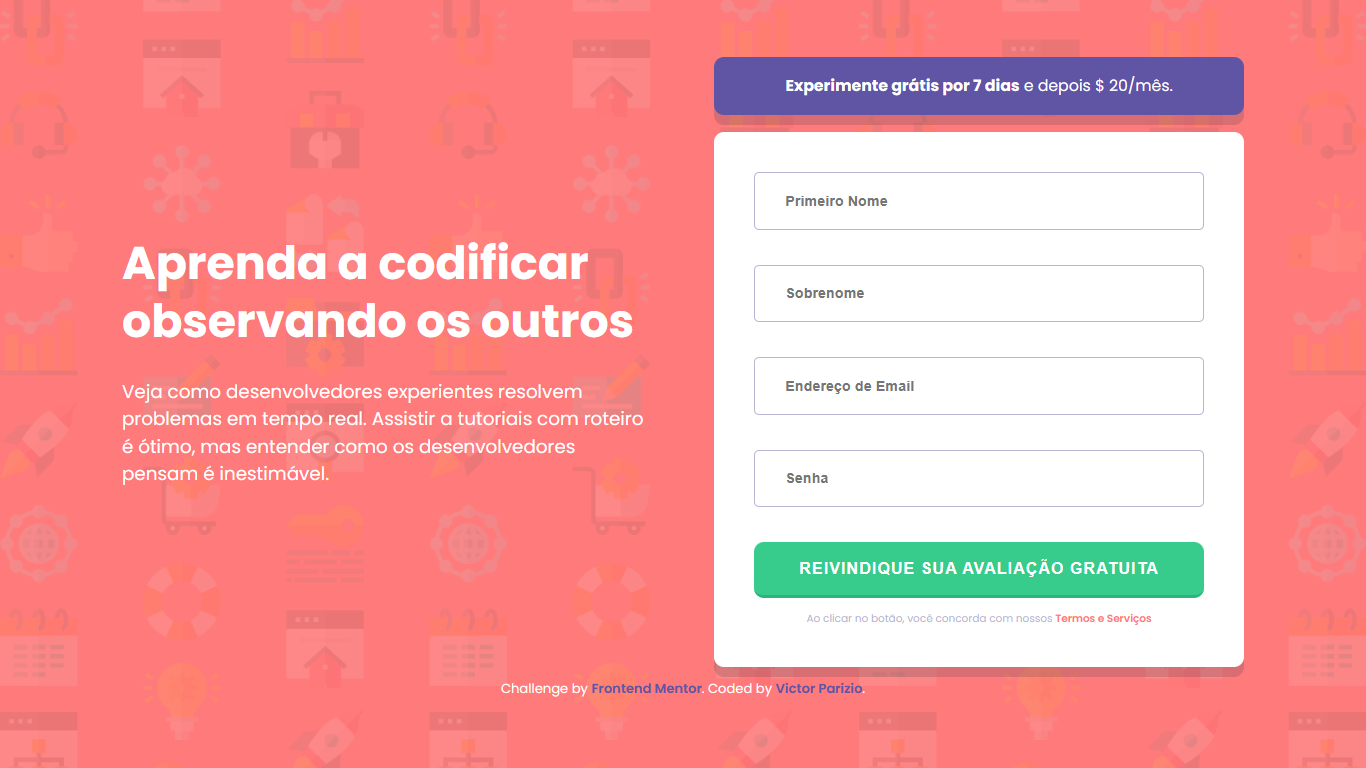 Aprenda a codificar
observando os outros
Veja como desenvolvedores experientes resolvem
problemas em tempo real. Assistir a tutoriais com roteiro
é ótimo, mas entender como os desenvolvedores
pensam é inestimável.
Experimente grátis por 7 dias e depois $ 20/mês.
Primeiro Nome
Sobrenome
Endereço de Email
Senha
REIVINDIQUE SUA AVALIAÇÃO GRATUITA
Ao clicar no botão, você concorda com nossos Termos e Serviços
Challenge by Frontend Mentor. Coded by Victor Parizio.